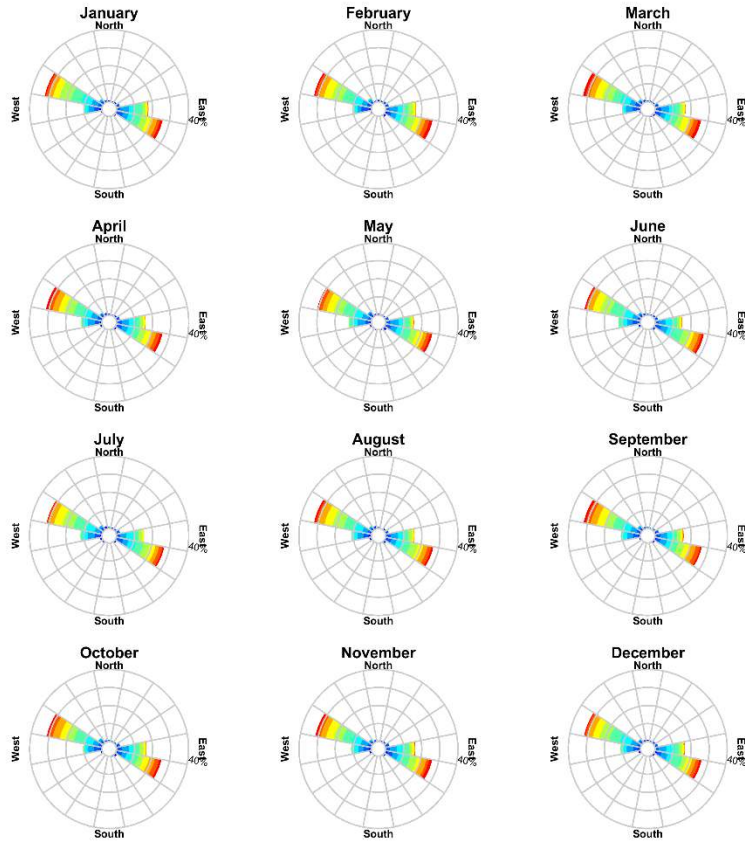 January February March
North North North
West East 40% West East 40% West East 40%
South South South
April May June
North North North
West East 40% West East 40% West East 40%
South South South
July August September
North North North
West East 40% West East 40% West East 40%
South South South
October November December
North North North
West East 40% West East 40% West East 40%
South South South